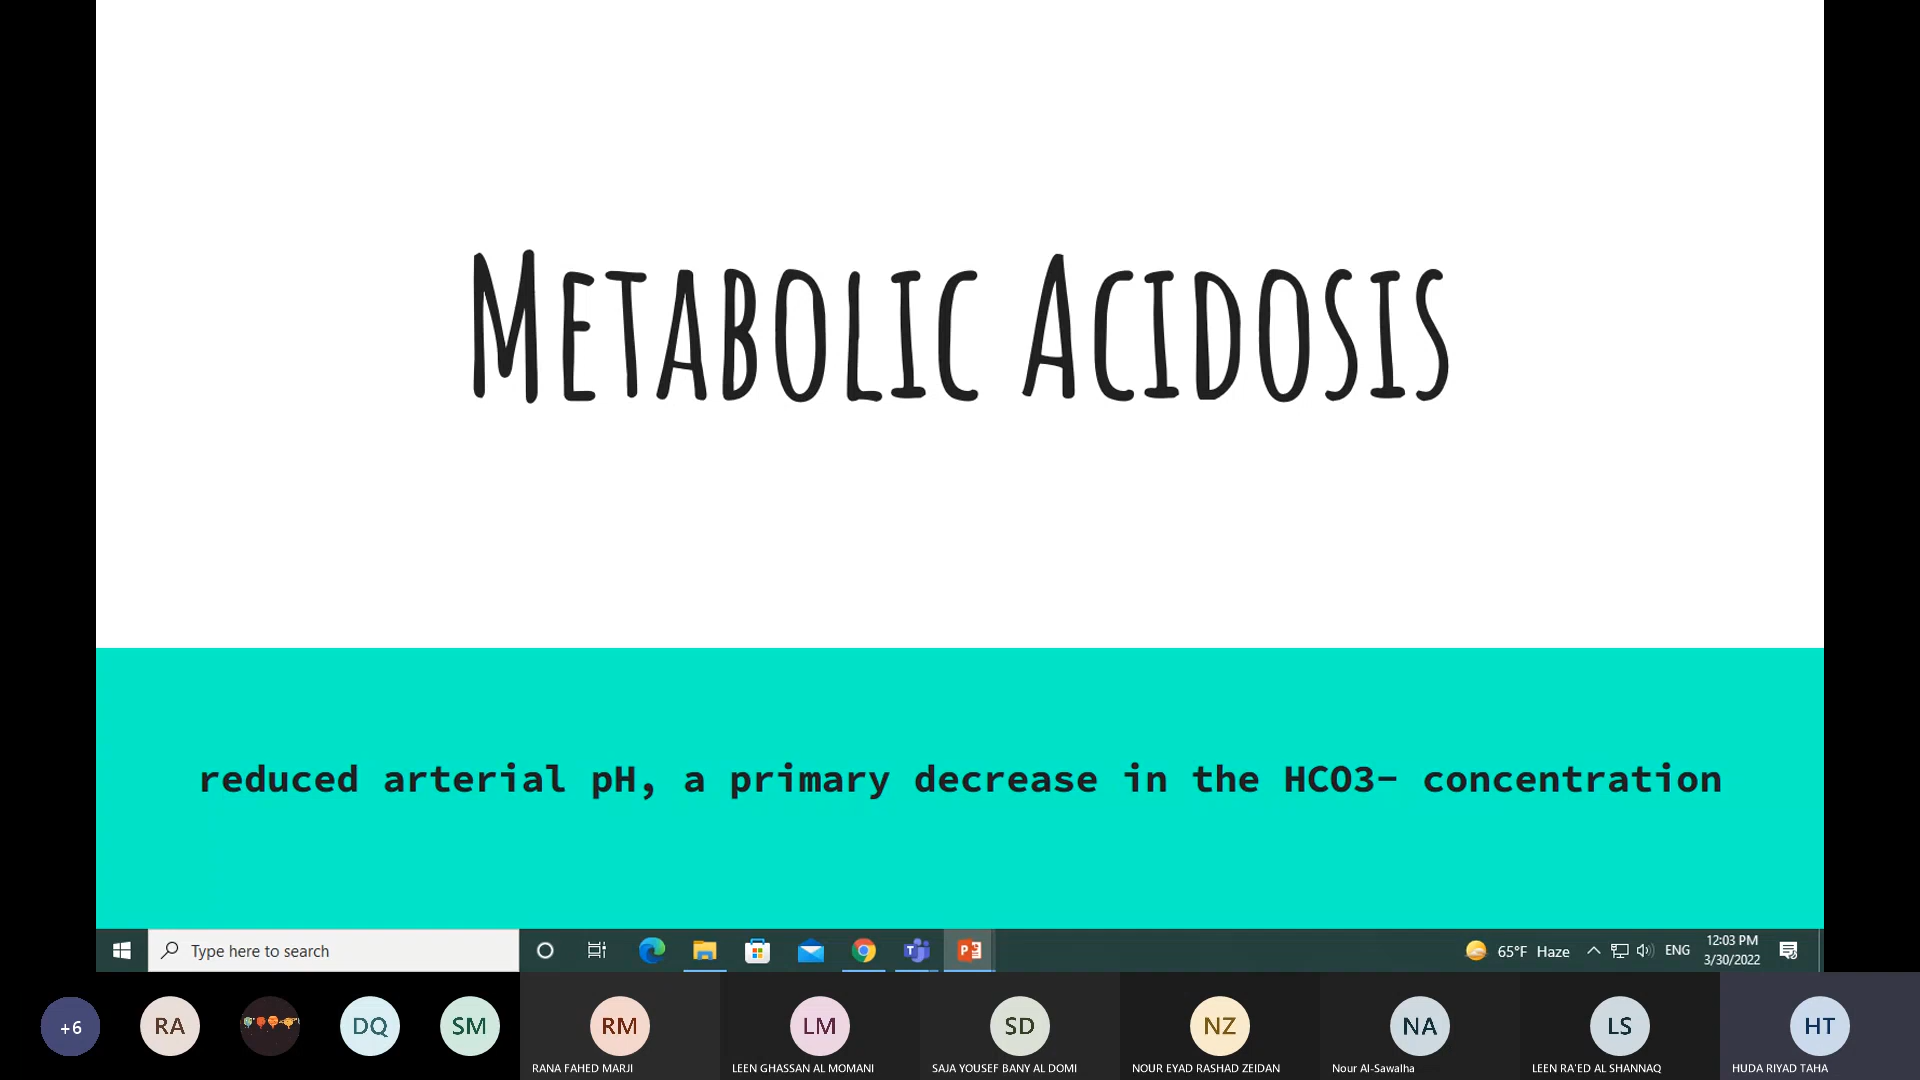 Metabolic Acidosis
reduced arterial pH, a primary decrease in the HCO3- concentration
Type here to search
65°F Haze
ENG
12:03 PM
3/30/2022
+6
RA
DQ
SM
RM
LM
SD
NZ
NA
LS
HT
RANA FAHED MARJI
LEEN GHASSAN AL MOMANI
SAJA YOUSEF BANY AL DOMI
NOUR EYAD RASHAD ZEIDAN
Nour Al-Sawalha
LEEN RA'ED AL SHANNAQ
HUDA RIYAD TAHA